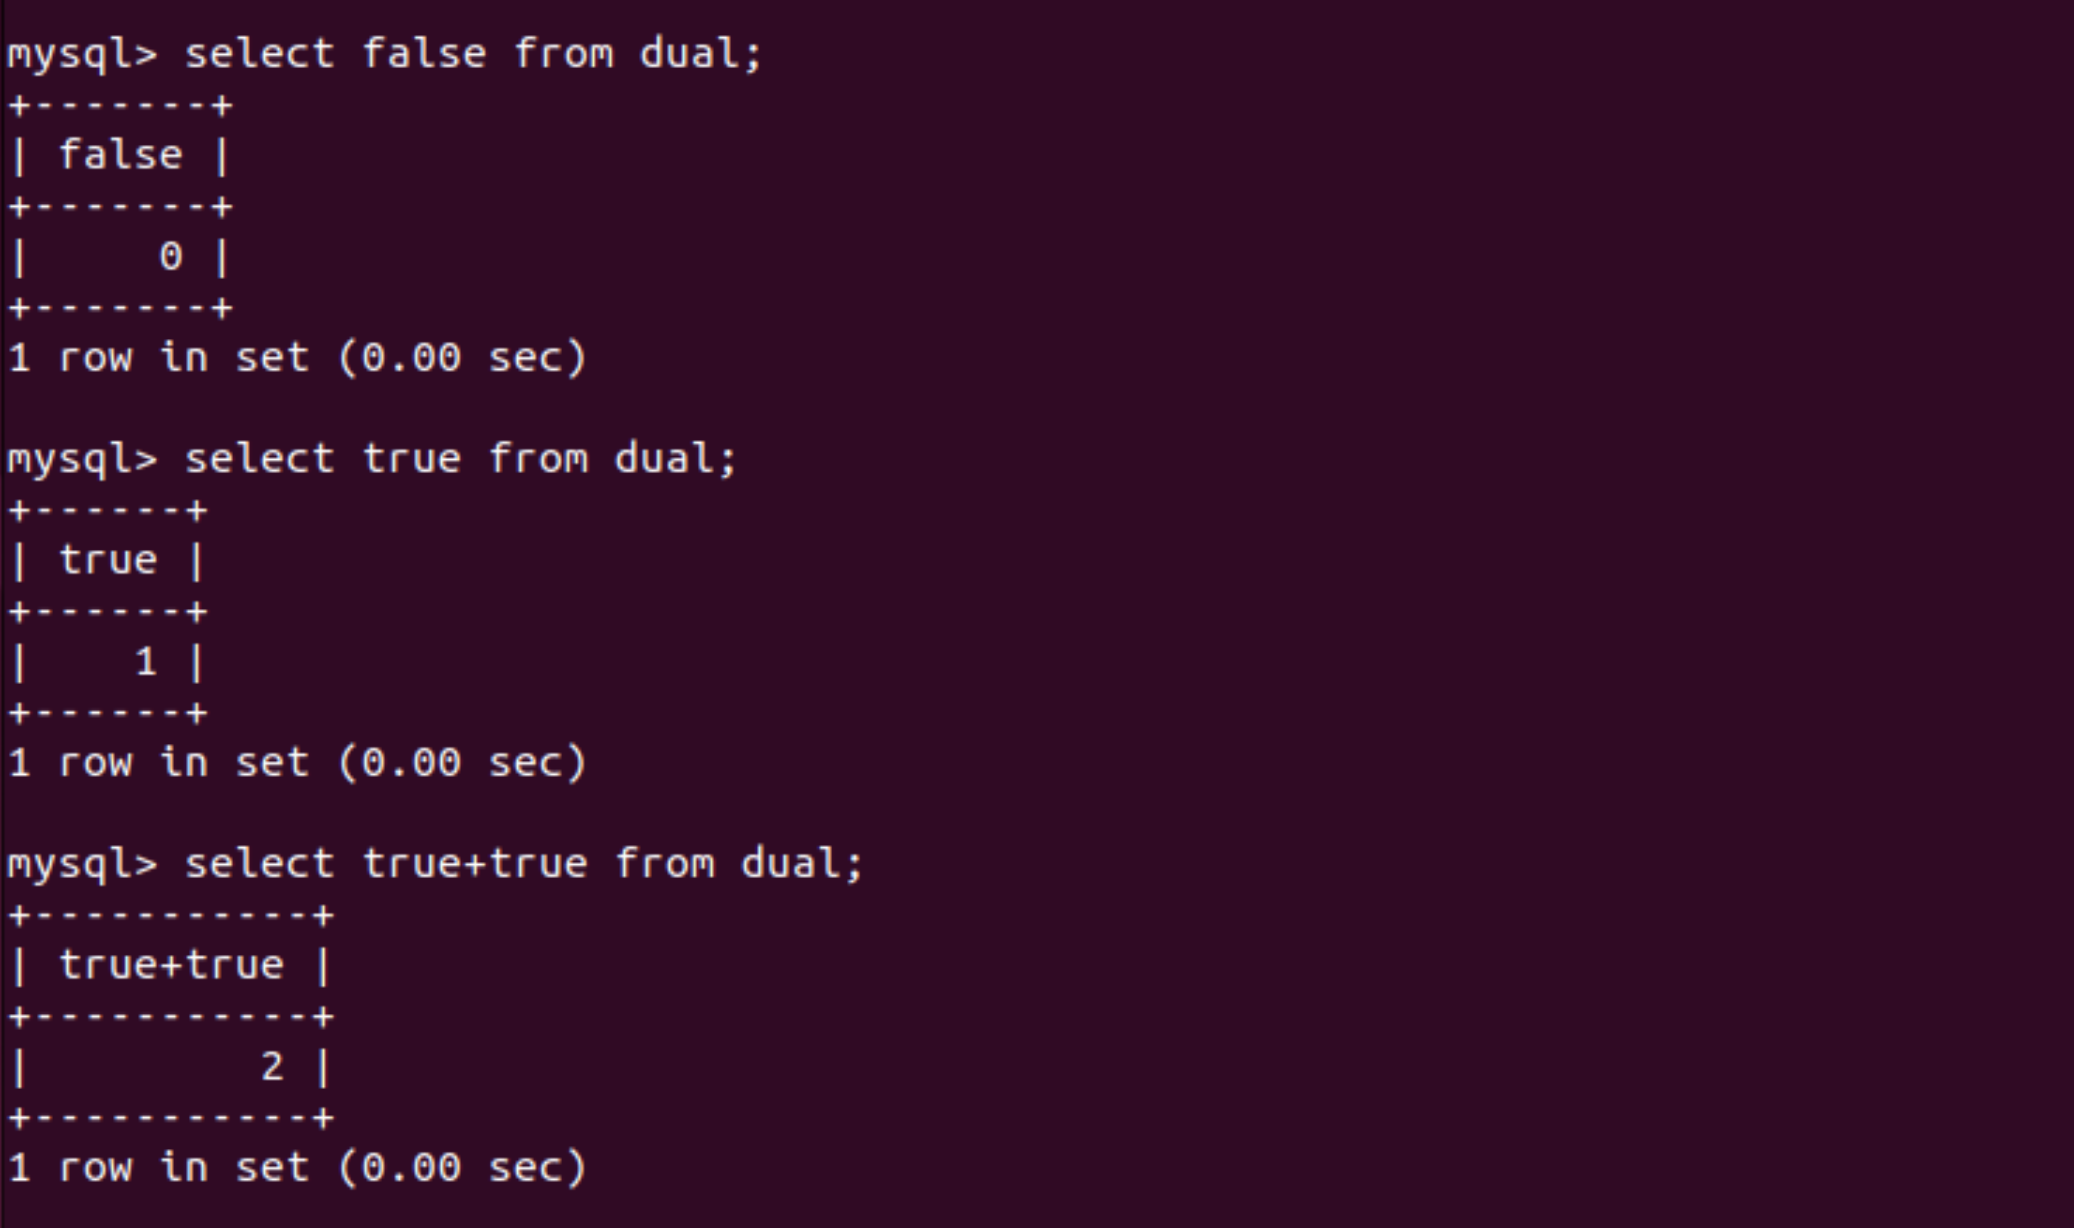 mysql> select false from dual;
+-------+
| false |
+-------+
|     0 |
+-------+
1 row in set (0.00 sec)

mysql> select true from dual;
+------+
| true |
+------+
|    1 |
+------+
1 row in set (0.00 sec)

mysql> select true+true from dual;
+-----------+
| true+true |
+-----------+
|         2 |
+-----------+
1 row in set (0.00 sec)